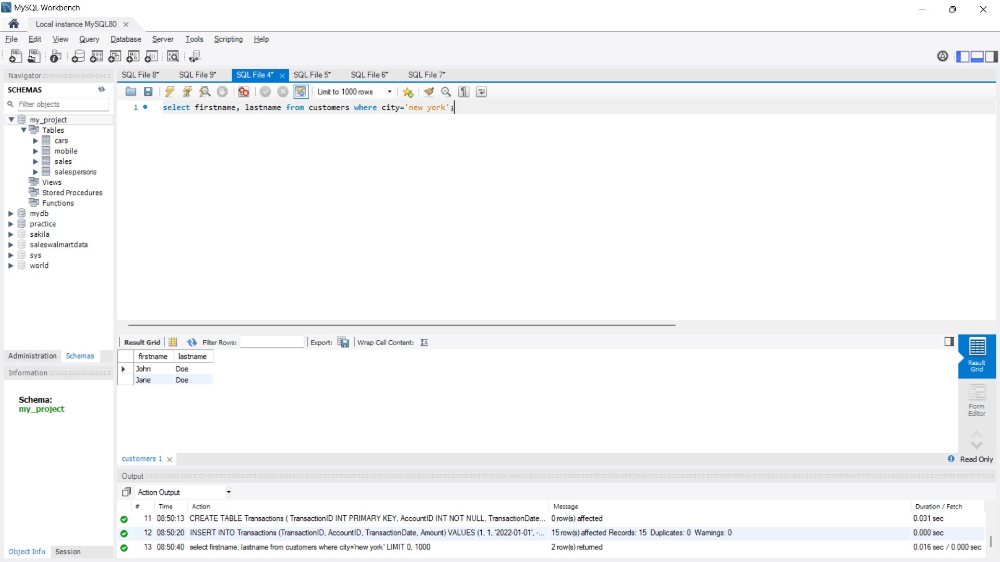 MySQL Workbench
Local instance MySQL80
File Edit View Query Database Server Tools Scripting Help
Navigator
SCHEMAS
Filter objects
my_project
Tables
cars
mobile
sales
salespersons
Views
Stored Procedures
Functions
mydb
practice
sakila
saleswalmartdata
sys
world
Administration Schemas
Information
Schema:
my_project
Object Info Session
SQL File 8* SQL File 9* SQL File 4* SQL File 5* SQL File 6* SQL File 7*
Limit to 1000 rows
1 select firstname, lastname from customers where city='new york';
Result Grid Filter Rows: Export: Wrap Cell Content:
firstname lastname
John Doe
Jane Doe
Result
Grid
Form
Editor
customers 1
Read Only
Output
Action Output
# Time Action Message Duration / Fetch
11 08:50:13 CREATE TABLE Transactions ( TransactionID INT PRIMARY KEY, AccountID INT NOT NULL, TransactionDate... 0 row(s) affected 0.031 sec
12 08:50:20 INSERT INTO Transactions (TransactionID, AccountID, TransactionDate, Amount) VALUES (1, 1, '2022-01-01', -... 15 row(s) affected Records: 15 Duplicates: 0 Warnings: 0 0.000 sec
13 08:50:40 select firstname, lastname from customers where city='new york' LIMIT 0, 1000 2 row(s) returned 0.016 sec / 0.000 sec